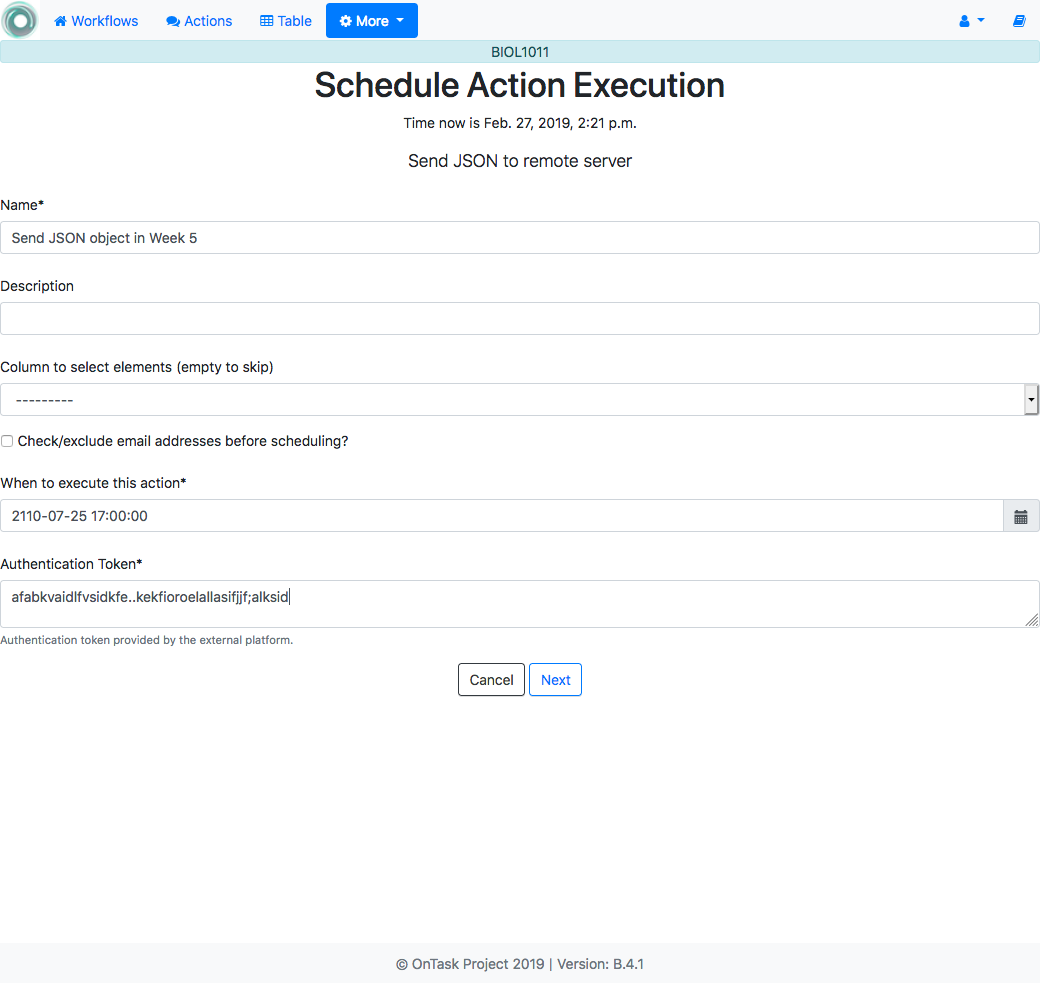 Workflows Actions Table More
BIOL1011
Schedule Action Execution
Time now is Feb. 27, 2019, 2:21 p.m.
Send JSON to remote server
Name*
Send JSON object in Week 5
Description
Column to select elements (empty to skip)
---------
Check/exclude email addresses before scheduling?
When to execute this action*
2110-07-25 17:00:00
Authentication Token*
afabkvaidlfvsidkfe..kekfioroelallasifjjf;alksid
Authentication token provided by the external platform.
Cancel Next
© OnTask Project 2019 | Version: B.4.1